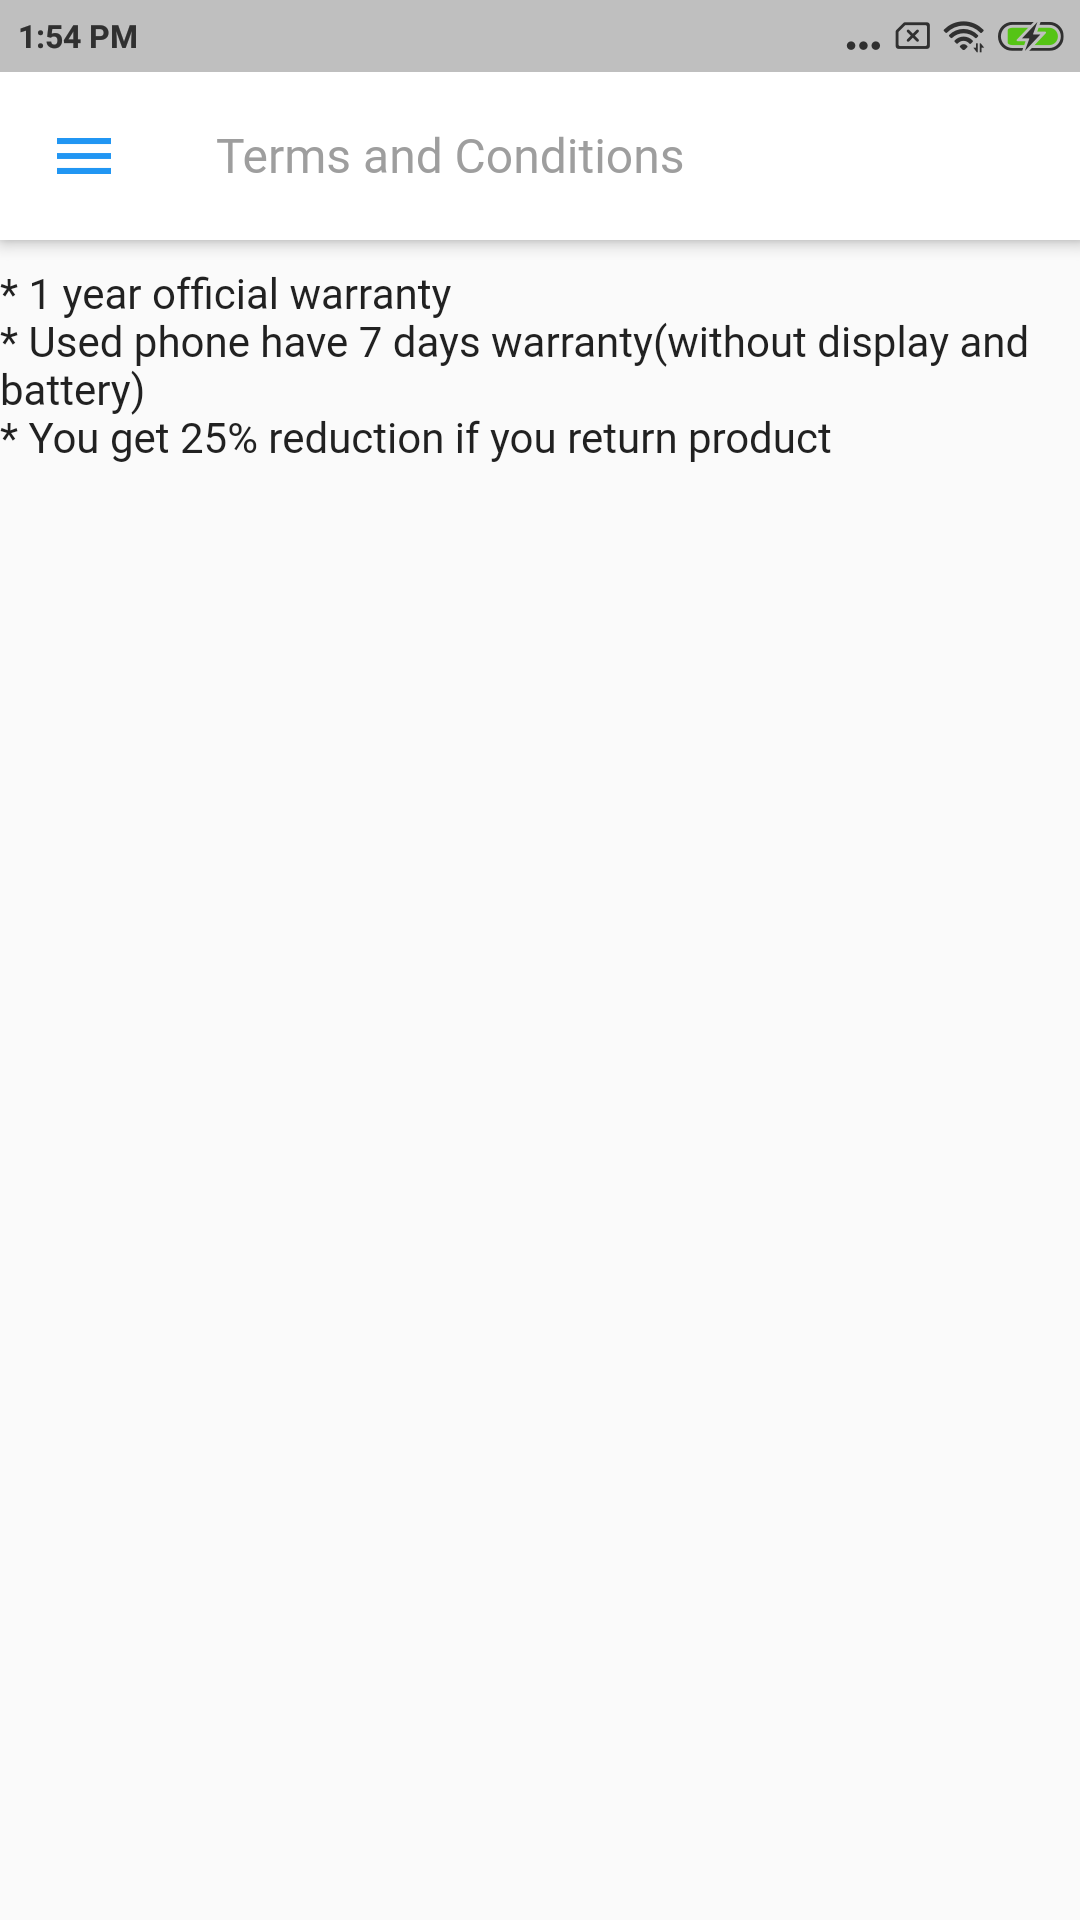 1:54 PM
Terms and Conditions
* 1 year official warranty
* Used phone have 7 days warranty(without display and
battery)
* You get 25% reduction if you return product